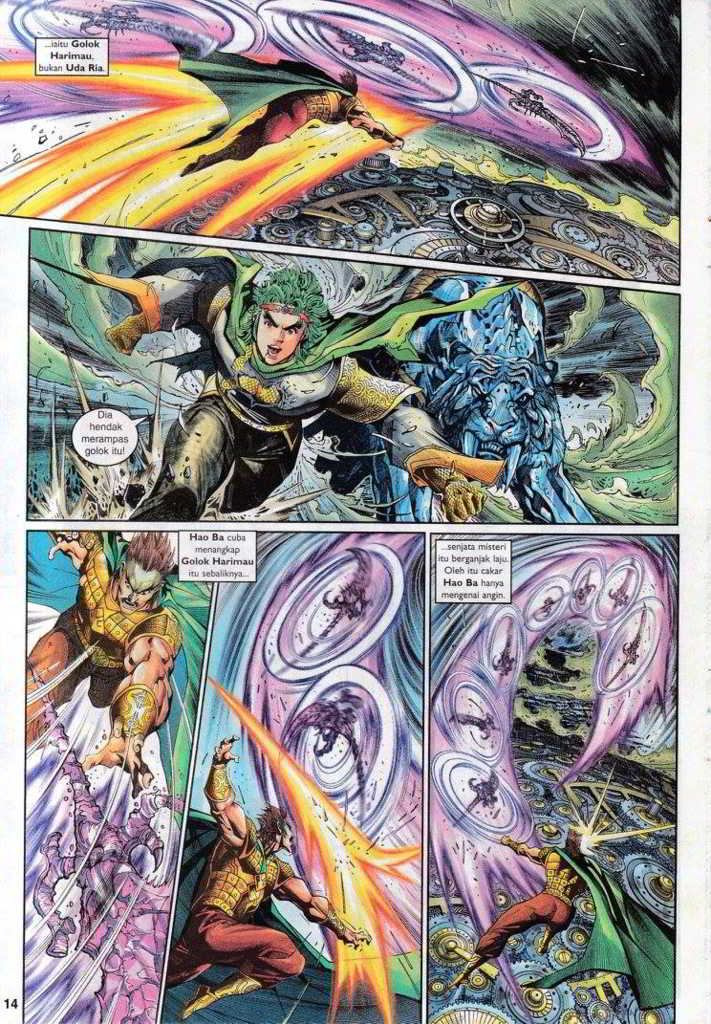 ...iaitu Golok
Harimau,
bukan Uda Ria.
Dia
hendak
merampas
golok itu!
Hao Ba cuba
menangkap
Golok Harimau
itu sebaliknya...
...senjata misteri
itu berganjak laju.
Oleh itu cakar
Hao Ba hanya
mengenai angin.
14